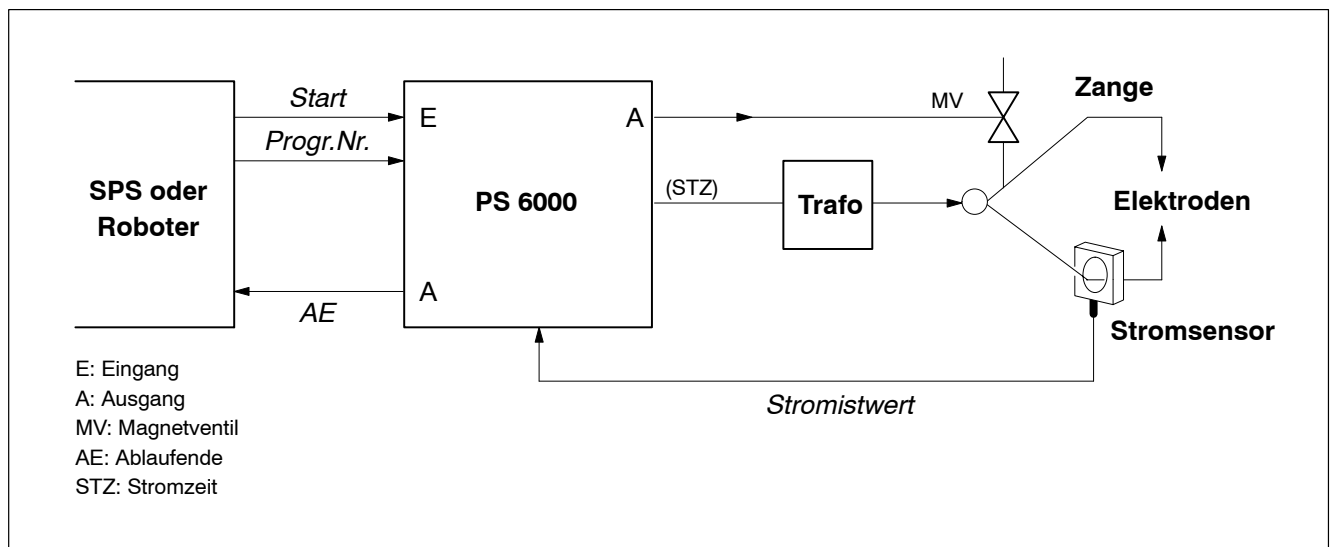 Start
Progr.Nr.
SPS oder
Roboter
AE
E
A
PS 6000
A
MV
(STZ)
Trafo
Zange
Elektroden
Stromsensor
Stromistwert
E: Eingang
A: Ausgang
MV: Magnetventil
AE: Ablaufende
STZ: Stromzeit